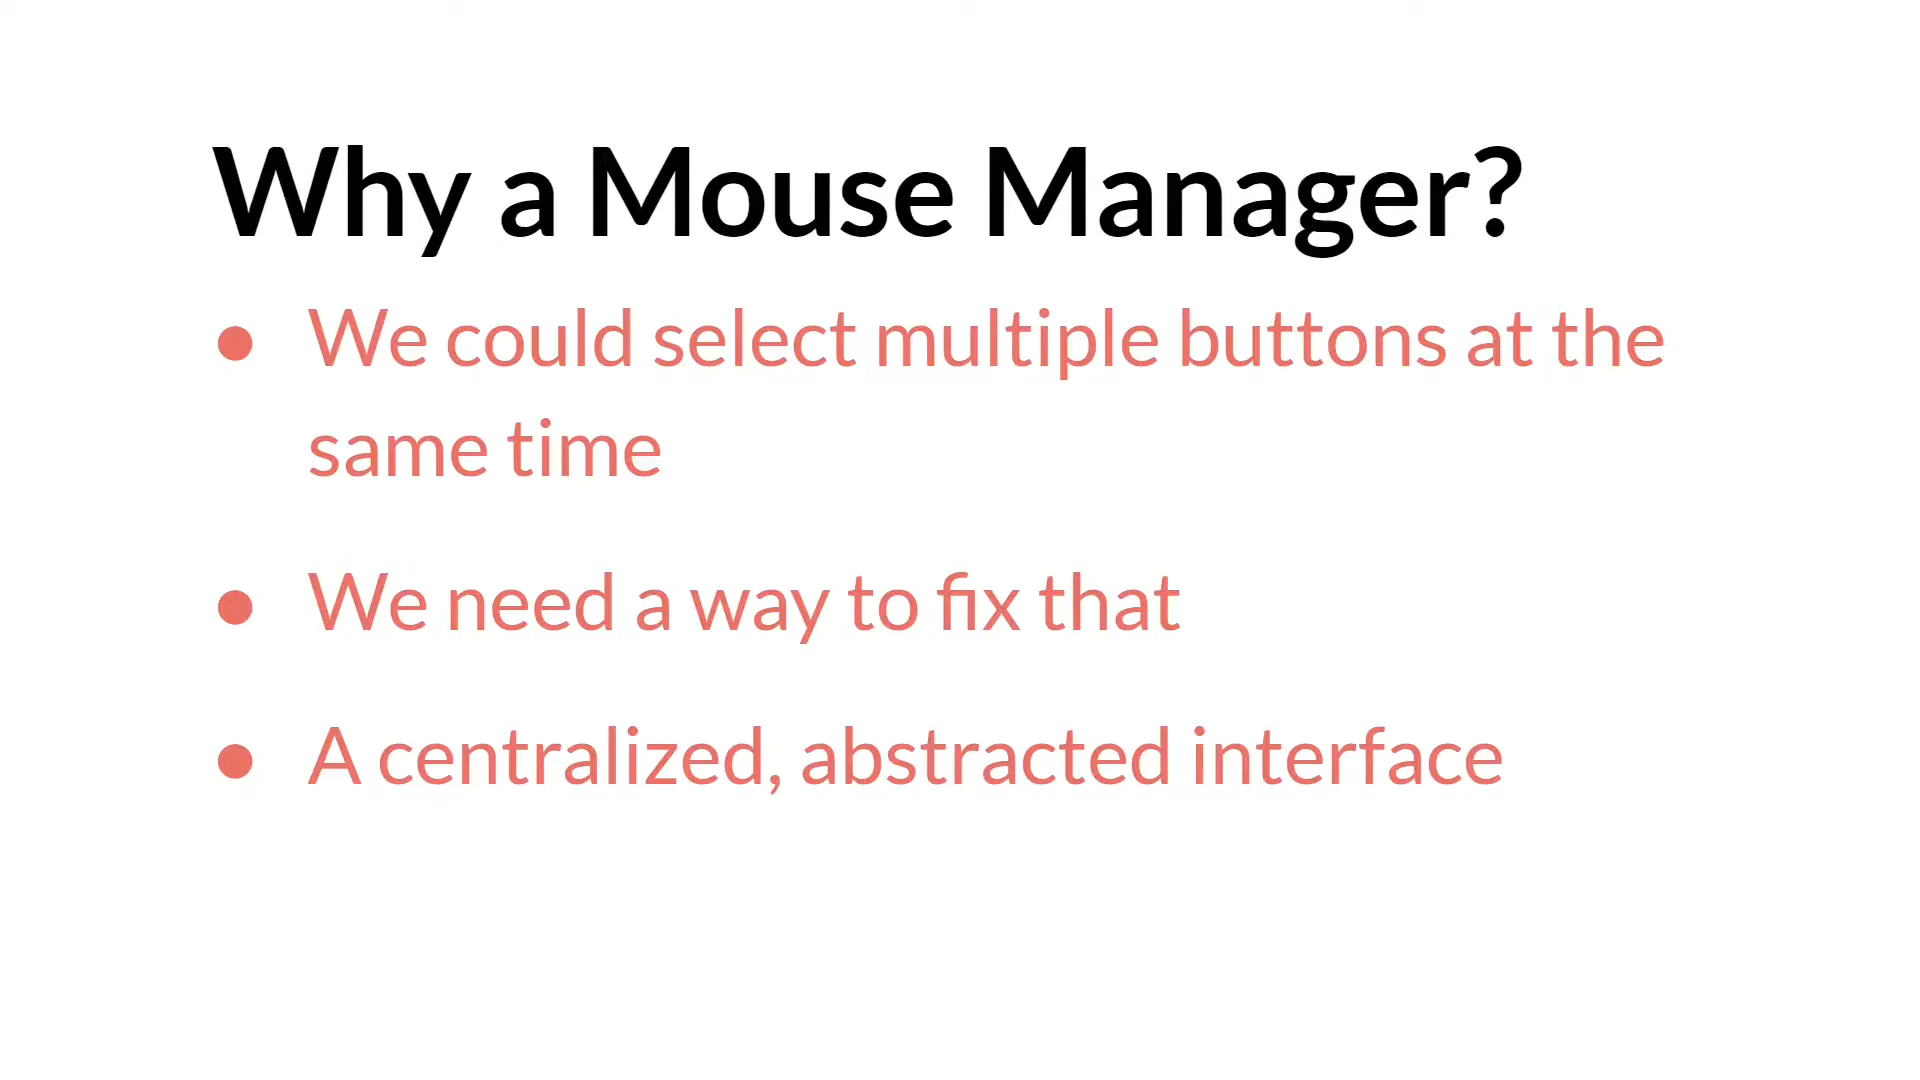 Why a Mouse Manager?
● We could select multiple buttons at the
same time
● We need a way to fix that
● A centralized, abstracted interface